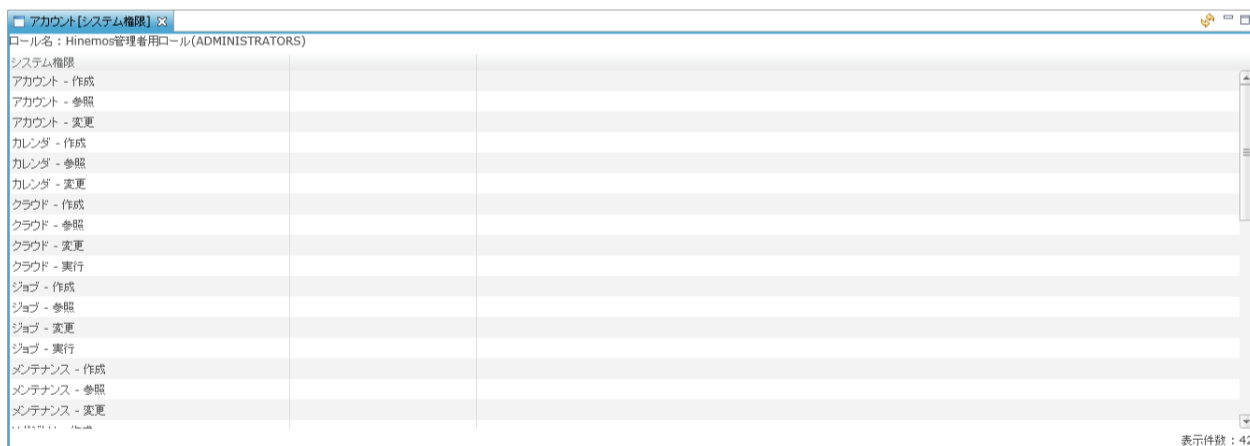 アカウント[システム権限]
ロール名：Hinemos管理者用ロール(ADMINISTRATORS)
システム権限
アカウント - 作成
アカウント - 参照
アカウント - 変更
カレンダ - 作成
カレンダ - 参照
カレンダ - 変更
クラウド - 作成
クラウド - 参照
クラウド - 変更
クラウド - 実行
ジョブ - 作成
ジョブ - 参照
ジョブ - 変更
ジョブ - 実行
メンテナンス - 作成
メンテナンス - 参照
メンテナンス - 変更
表示件数：42